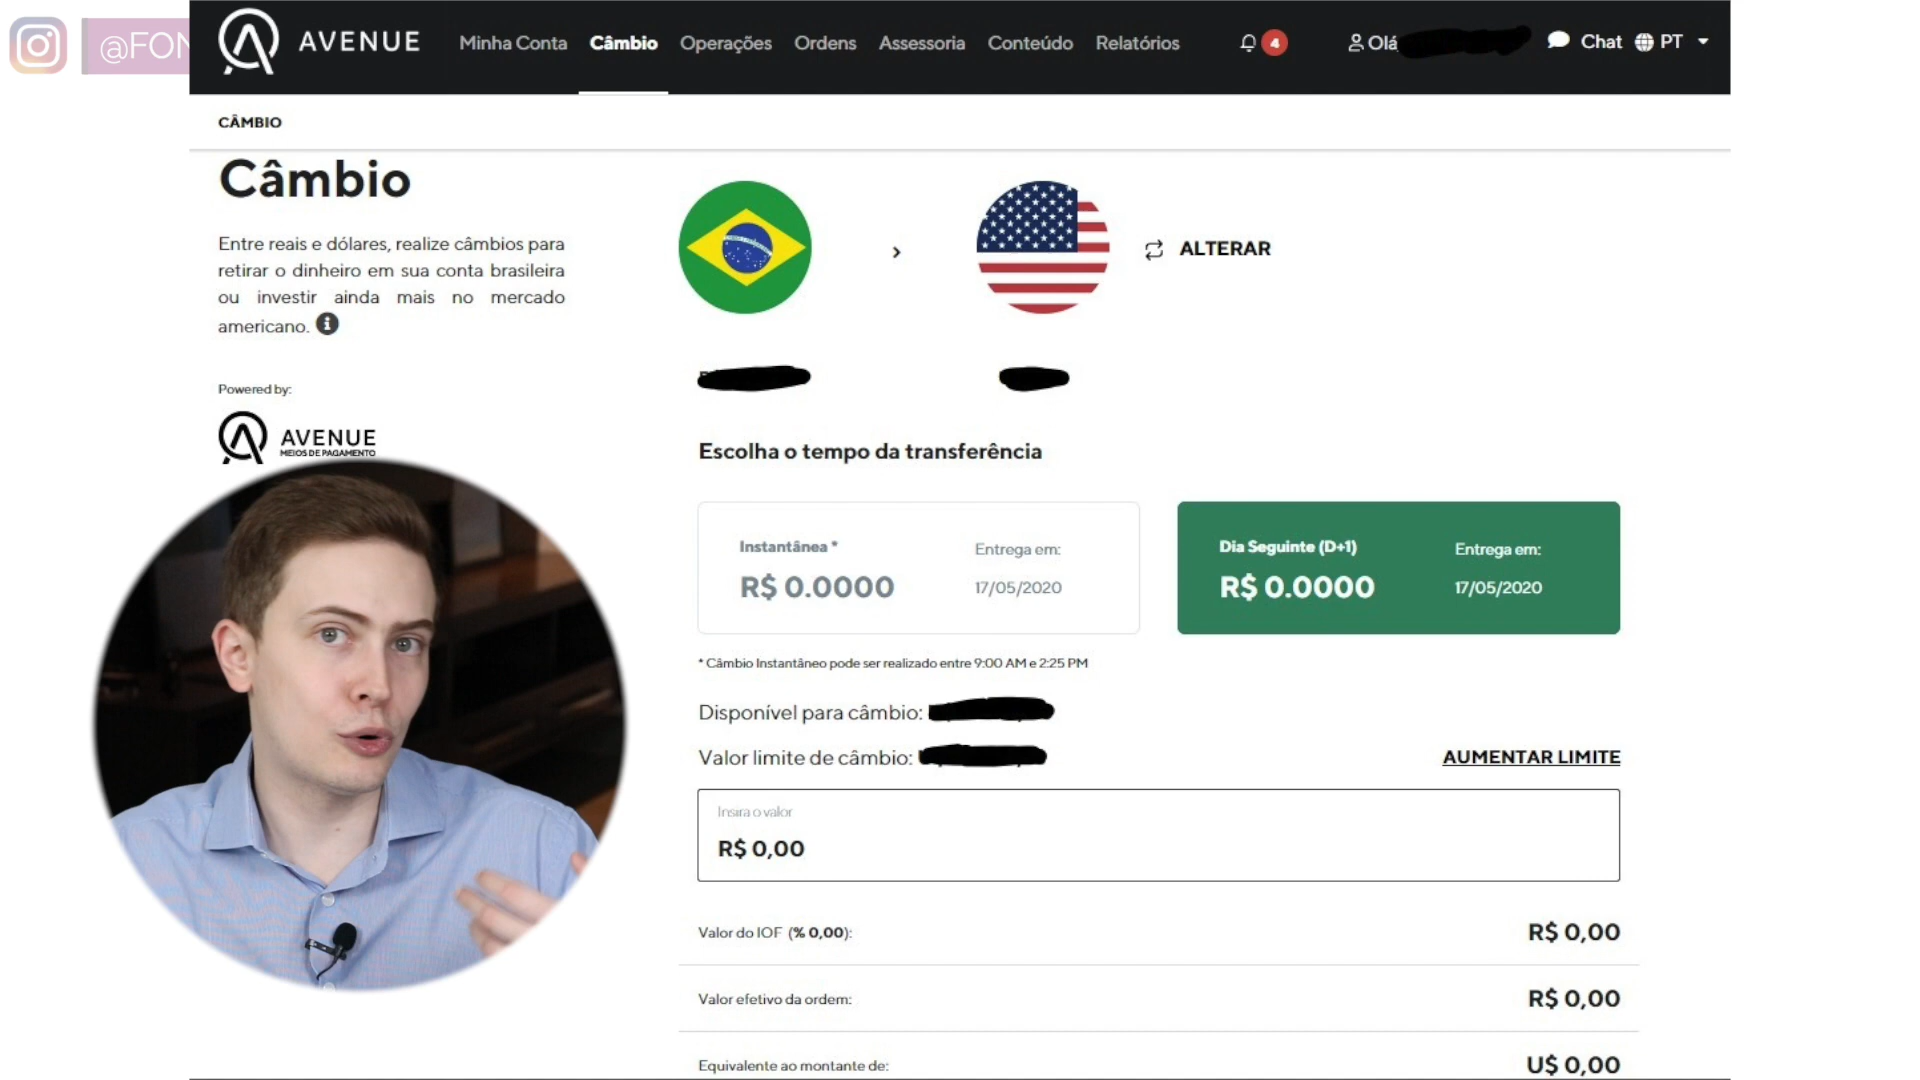 @FON
AVENUE
Minha Conta
Câmbio
Operações
Ordens
Assessoria
Conteúdo
Relatórios
4
Olá
Chat
PT
CÂMBIO
Câmbio
Entre reais e dólares, realize câmbios para
retirar o dinheiro em sua conta brasileira
ou investir ainda mais no mercado
americano.
Powered by:
AVENUE
MEIOS DE PAGAMENTO
ALTERAR
Escolha o tempo da transferência
Instantânea *
Entrega em:
R$ 0.0000
17/05/2020
Dia Seguinte (D+1)
Entrega em:
R$ 0.0000
17/05/2020
* Câmbio Instantâneo pode ser realizado entre 9:00 AM e 2:25 PM
Disponível para câmbio:
Valor limite de câmbio:
AUMENTAR LIMITE
Insira o valor
R$ 0,00
Valor do IOF (% 0,00):
R$ 0,00
Valor efetivo da ordem:
R$ 0,00
Equivalente ao montante de:
U$ 0,00